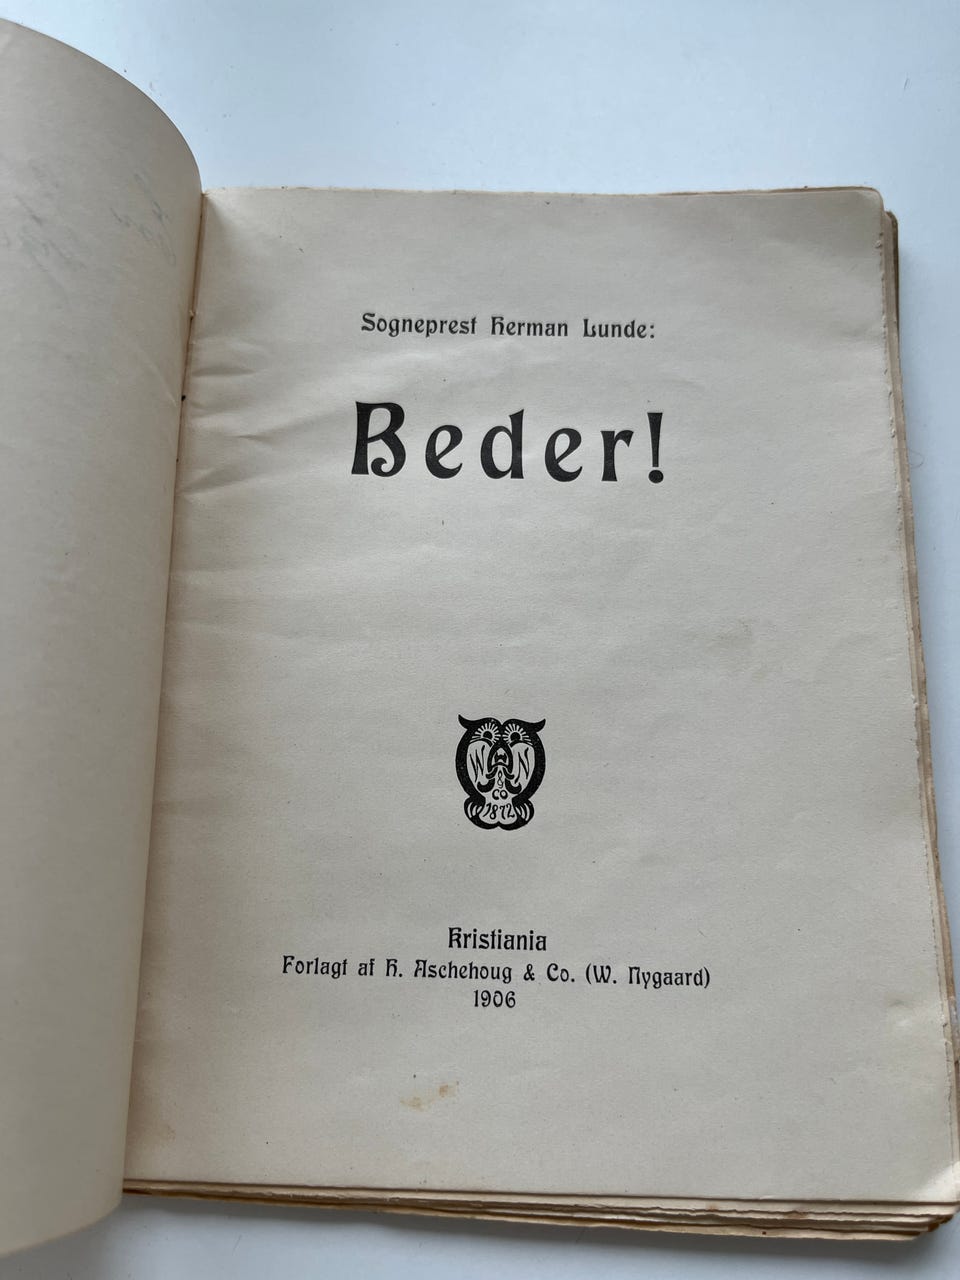 Sogneprest Herman Lunde:
Beder!
W N
& CO
1872
Kristiania
Forlagt af H. Aschehoug & Co. (W. Nygaard)
1906